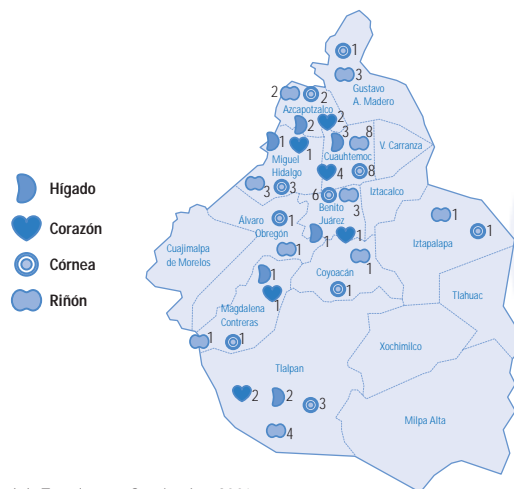 1
3
Gustavo
A. Madero
2
2
Azcapotzalco
2
2
1
1
3
8
Miguel
Hidalgo
Cuauhtemoc
V. Carranza
4
8
3
3
6
3
Benito
Juárez
Iztacalco
Álvaro
Obregón
1
1
1
1
1
1
Iztapalapa
1
Cuajimalpa
de Morelos
1
1
Coyoacán
1
Tlahuac
Magdalena
Contreras
1
1
Xochimilco
Tlalpan
2
2
3
4
Milpa Alta
Hígado
Corazón
Córnea
Riñón